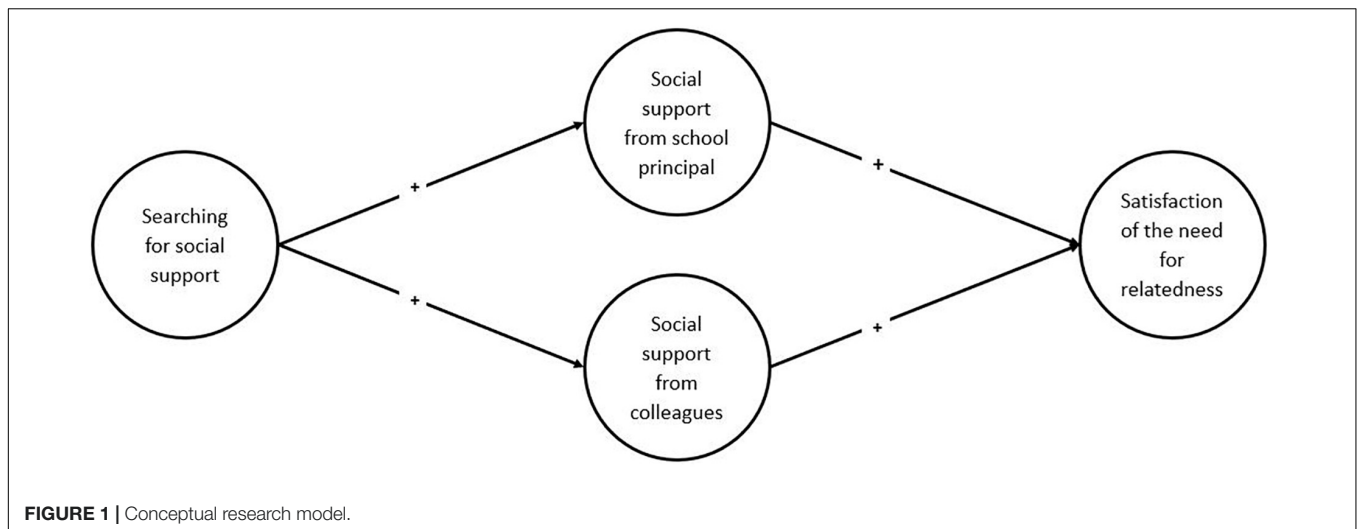 Social
support
from school
principal
+
+
Searching
for social
support
Satisfaction
of the need
for
relatedness
+
+
Social
support
from
colleagues
FIGURE 1 | Conceptual research model.